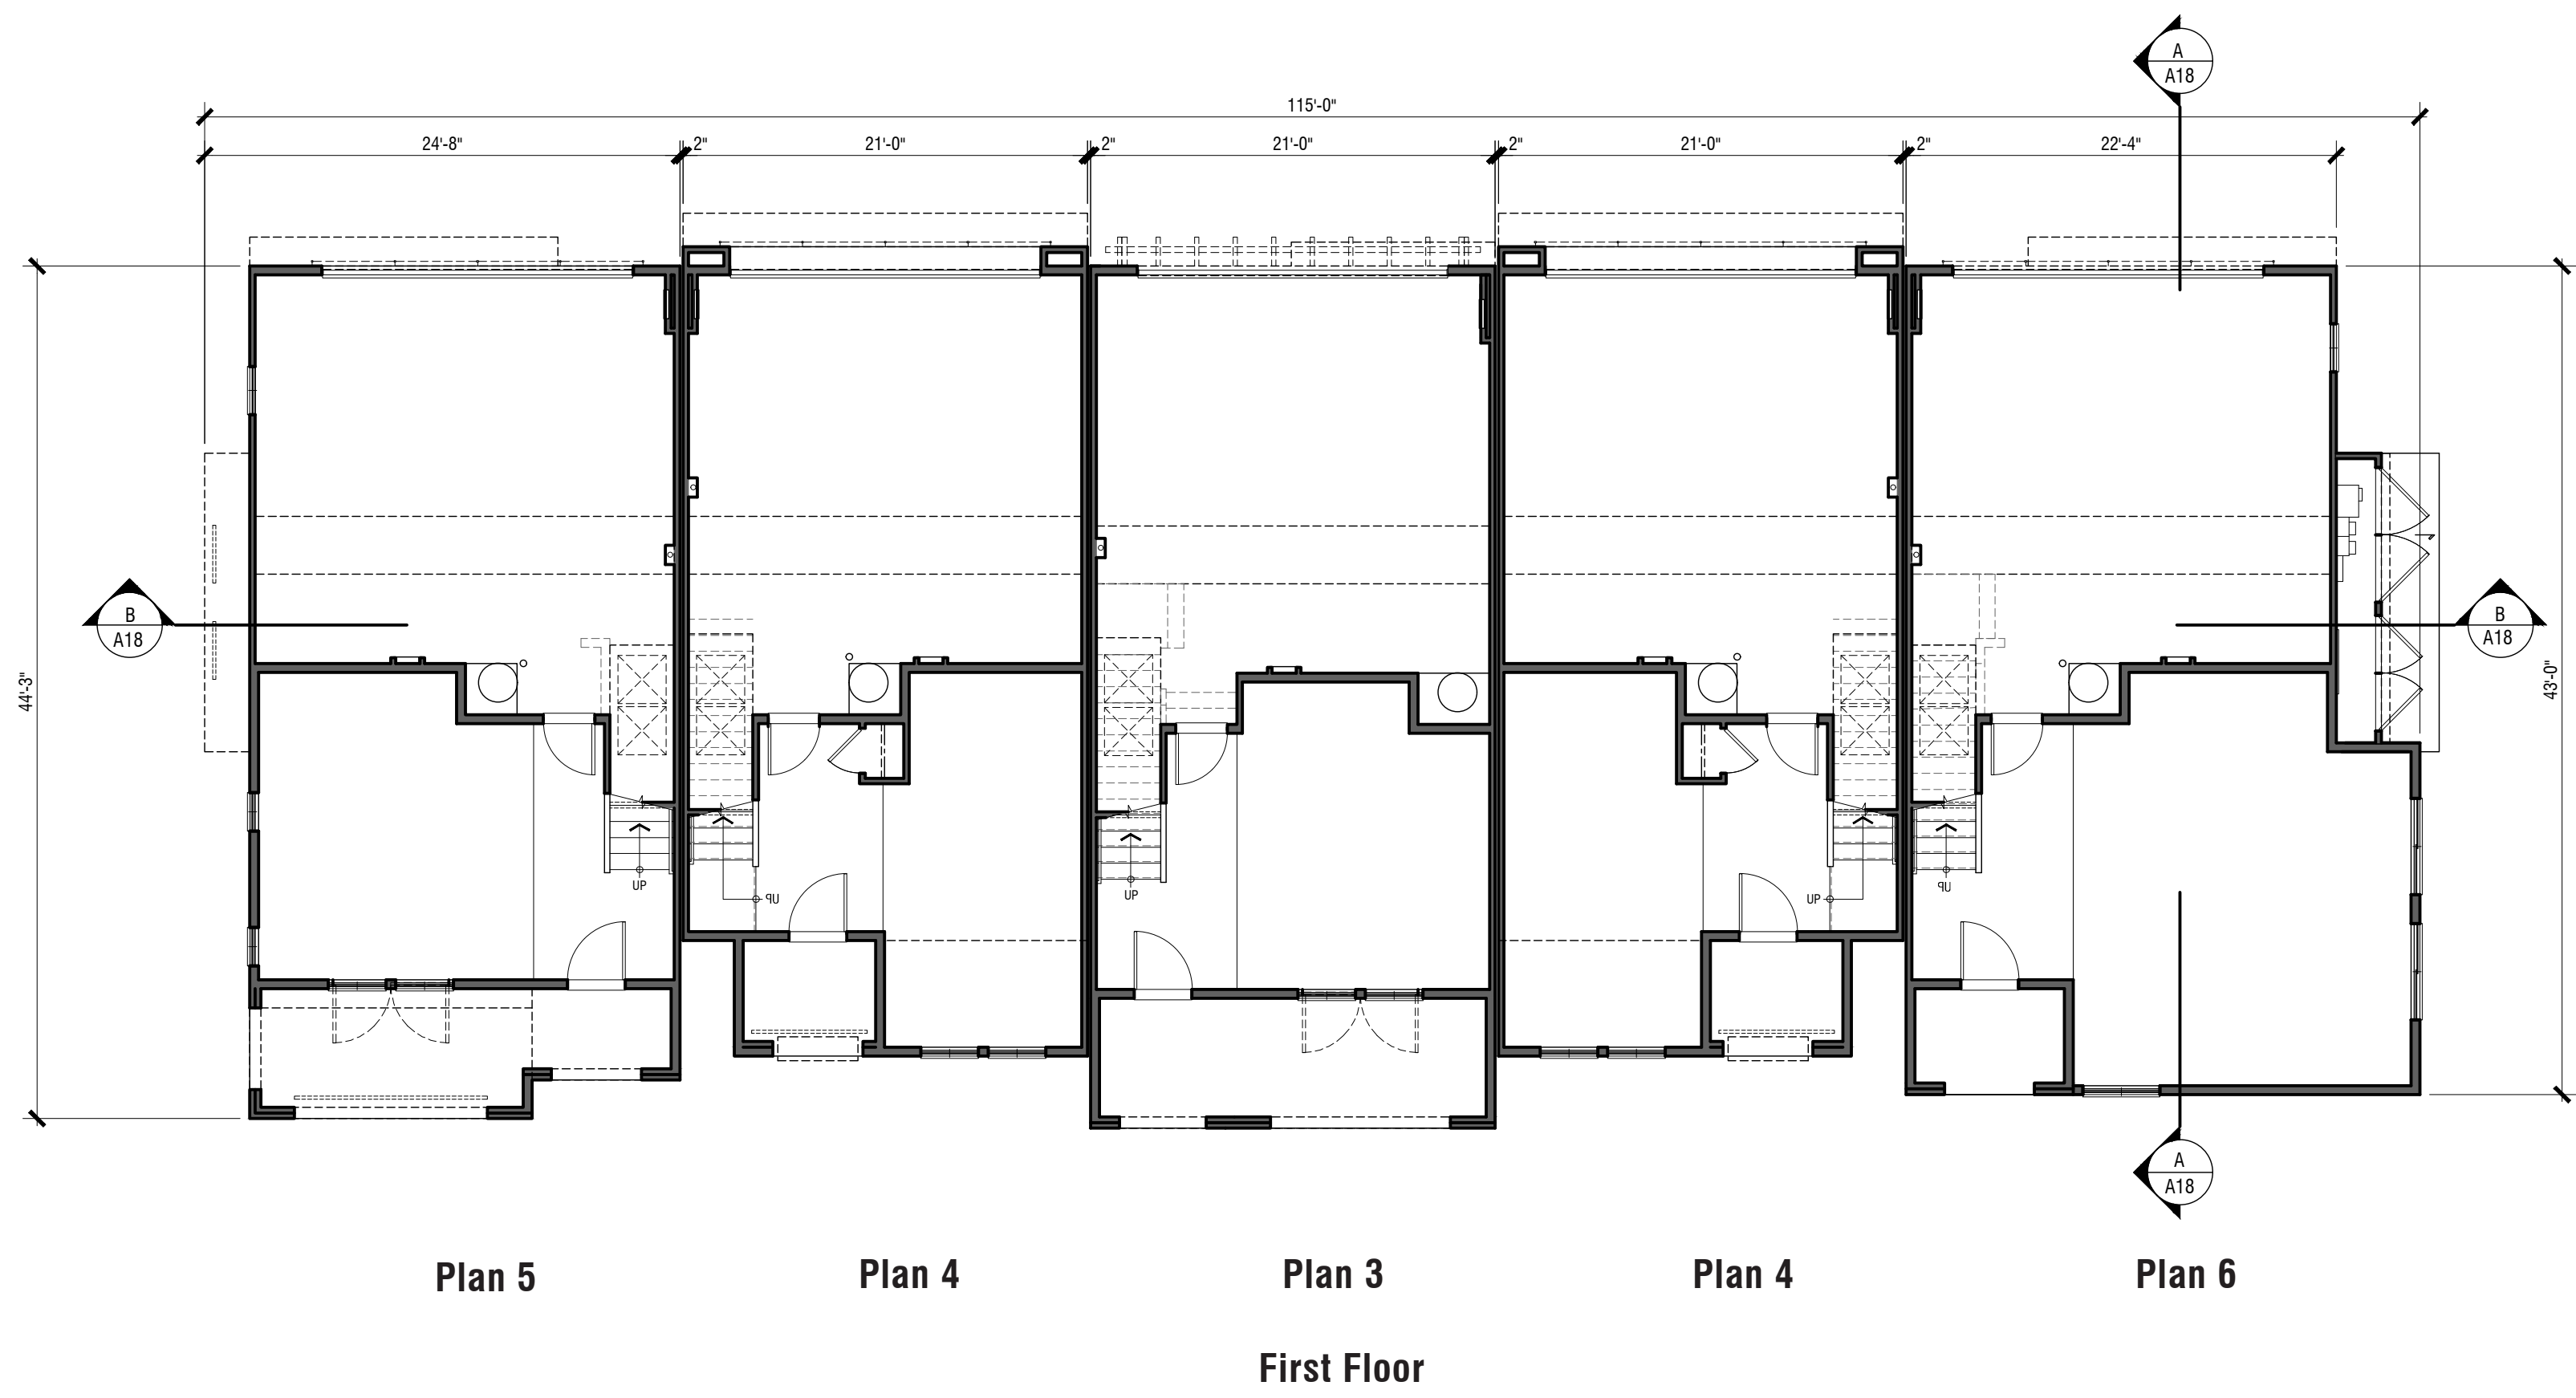 A
A18
115'-0"
24'-8"
2"
21'-0"
2"
21'-0"
2"
21'-0"
2"
22'-4"
B
A18
B
A18
44'-3"
43'-0"
UP
UP
UP
UP
UP
A
A18
Plan 5
Plan 4
Plan 3
Plan 4
Plan 6
First Floor